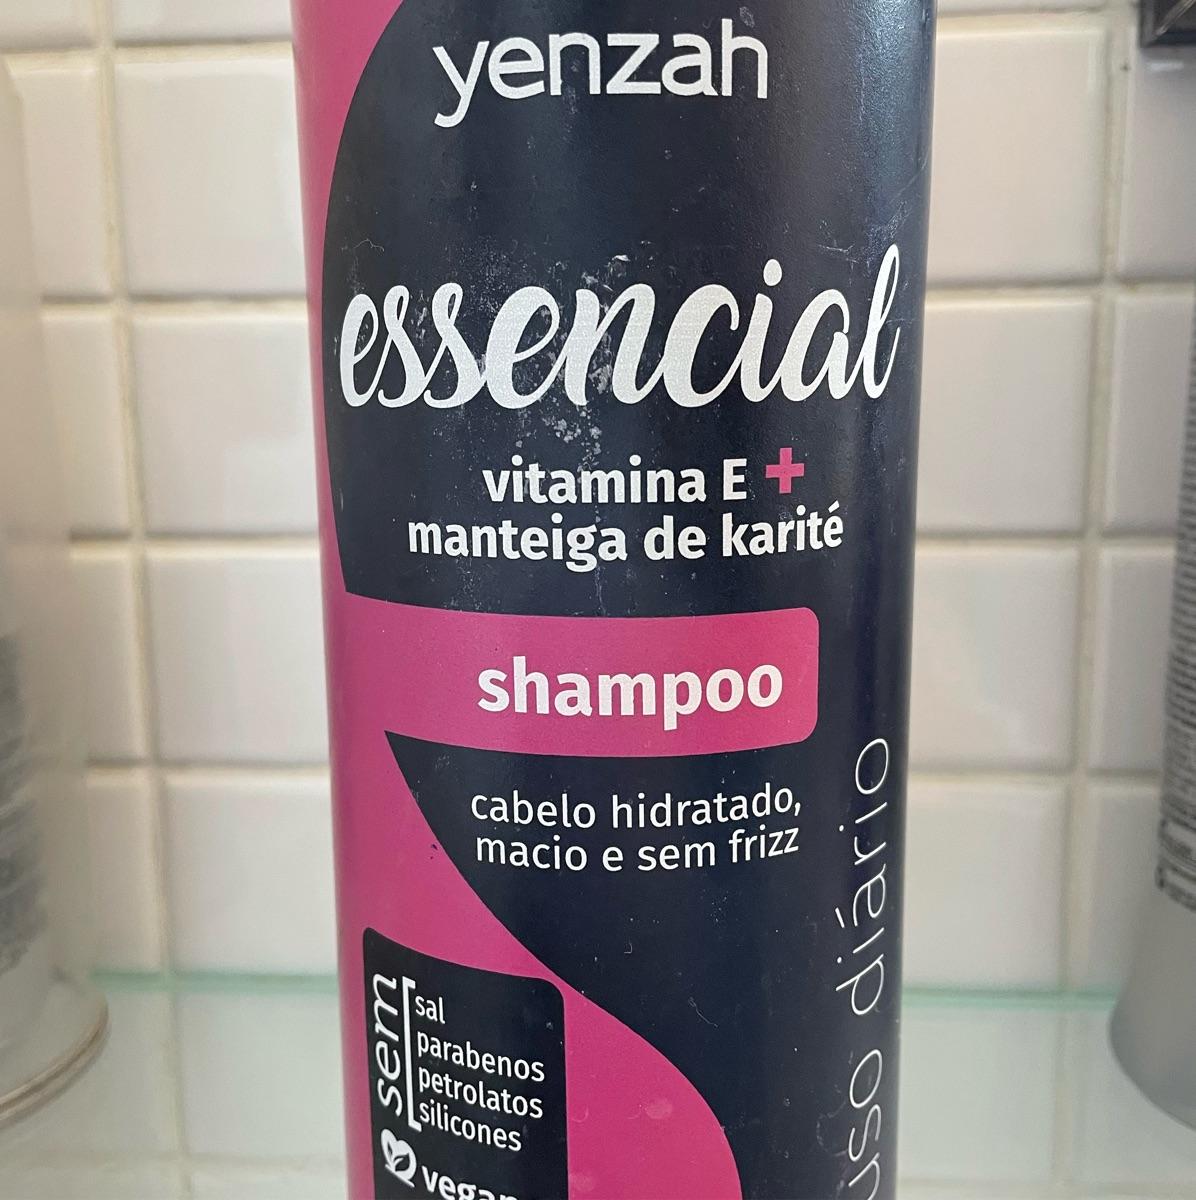 yenzah
essencial
vitamina E +
manteiga de karité
shampoo
cabelo hidratado,
macio e sem frizz
uso diário
sem
sal
parabenos
petrolatos
silicones